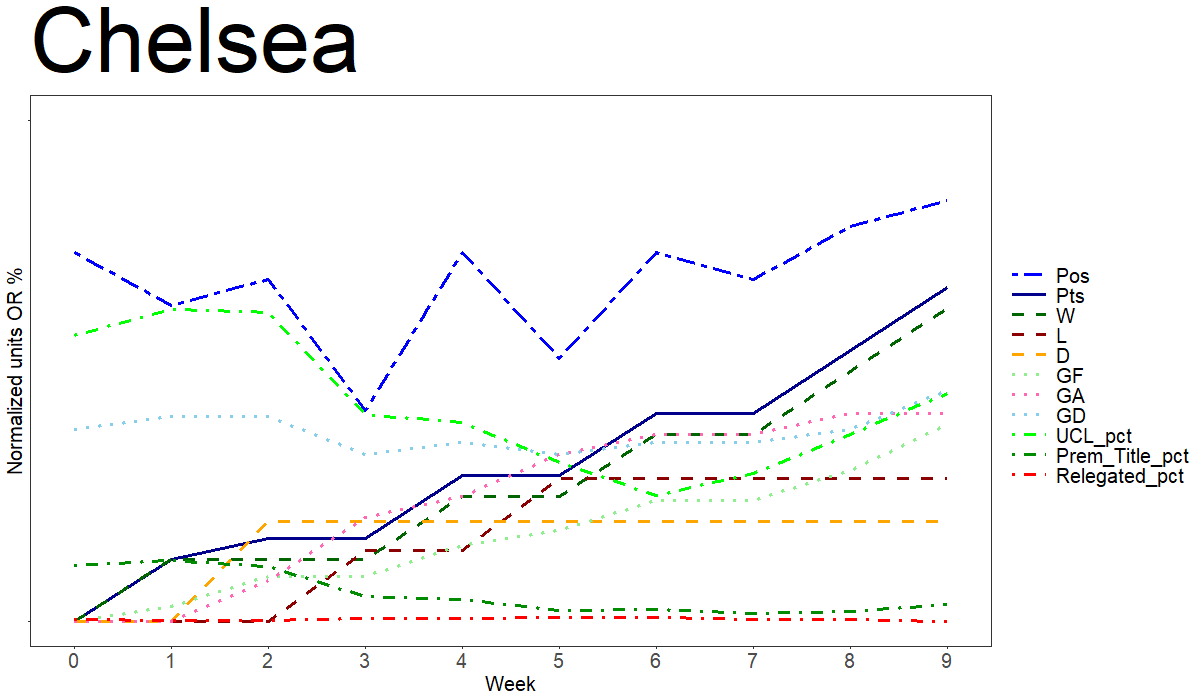 Chelsea
Normalized units OR %
0 1 2 3 4 5 6 7 8 9
Week
Pos
Pts
W
L
D
GF
GA
GD
UCL_pct
Prem_Title_pct
Relegated_pct